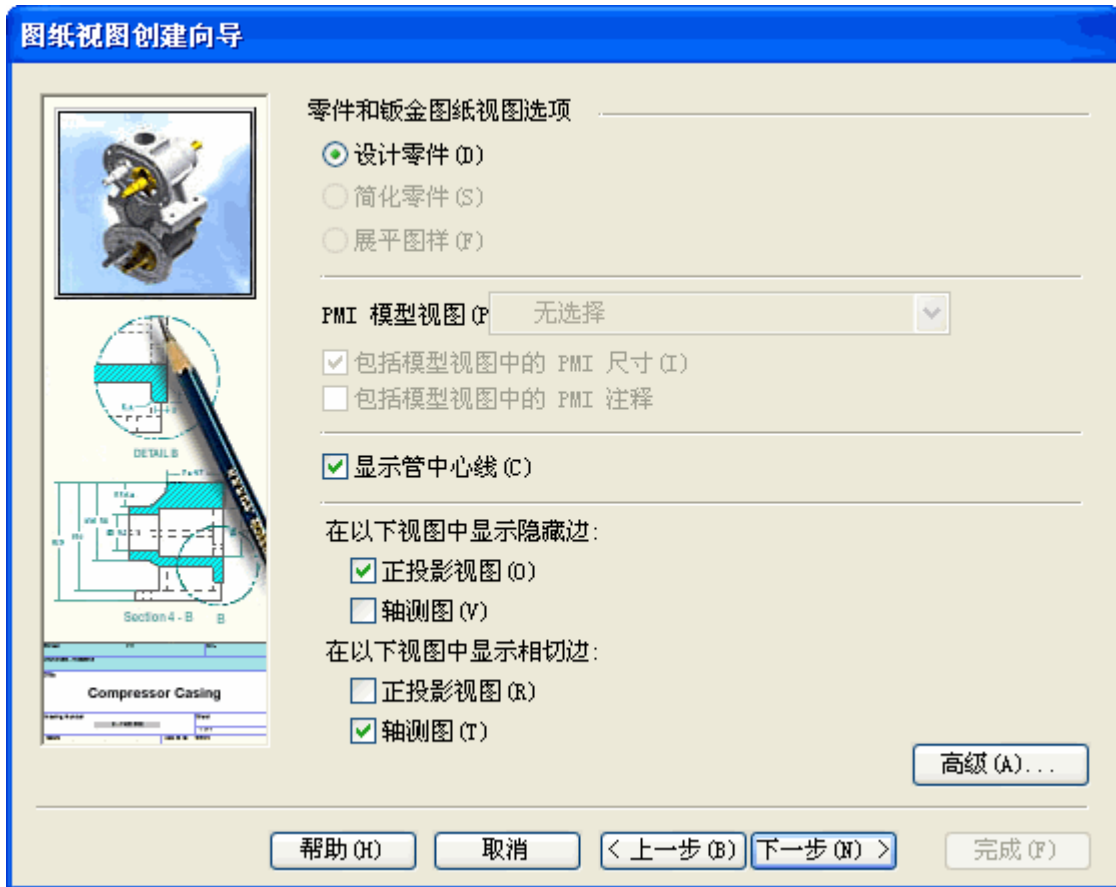 图纸视图创建向导
零件和钣金图纸视图选项
设计零件(D)
简化零件(S)
展平图样(F)
PMI 模型视图(P
无选择
包括模型视图中的 PMI 尺寸(I)
包括模型视图中的 PMI 注释
显示管中心线(C)
在以下视图中显示隐藏边:
正投影视图(O)
轴测图(V)
在以下视图中显示相切边:
正投影视图(R)
轴测图(T)
高级(A)...
DETAIL B
Section 4 - B
B
Compressor Casing
帮助(H)
取消
< 上一步(B)
下一步(N) >
完成(F)